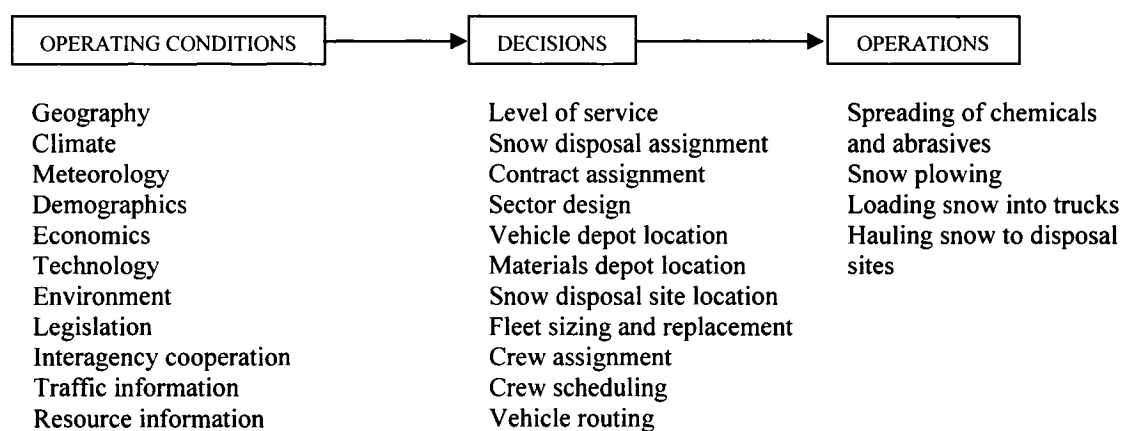 OPERATING CONDITIONS
DECISIONS
OPERATIONS
Geography
Climate
Meteorology
Demographics
Economics
Technology
Environment
Legislation
Interagency cooperation
Traffic information
Resource information
Level of service
Snow disposal assignment
Contract assignment
Sector design
Vehicle depot location
Materials depot location
Snow disposal site location
Fleet sizing and replacement
Crew assignment
Crew scheduling
Vehicle routing
Spreading of chemicals
and abrasives
Snow plowing
Loading snow into trucks
Hauling snow to disposal
sites